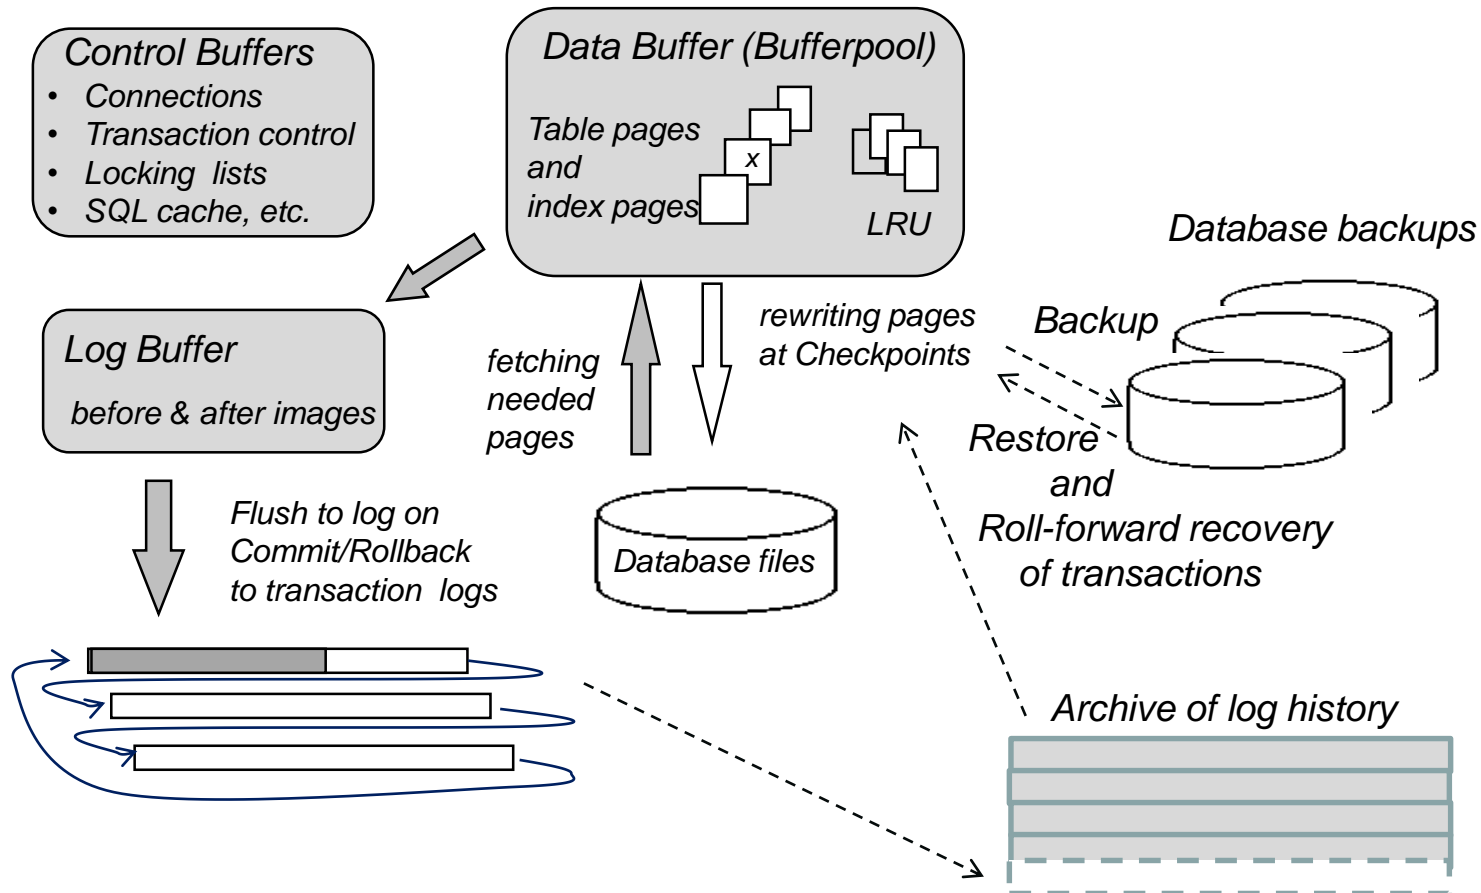 Control Buffers
• Connections
• Transaction control
• Locking lists
• SQL cache, etc.
Data Buffer (Bufferpool)
Table pages
and
index pages
x
LRU
Database backups
Log Buffer
before & after images
fetching
needed
pages
rewriting pages
at Checkpoints
Backup
Restore
and
Roll-forward recovery
of transactions
Flush to log on
Commit/Rollback
to transaction logs
Database files
Archive of log history